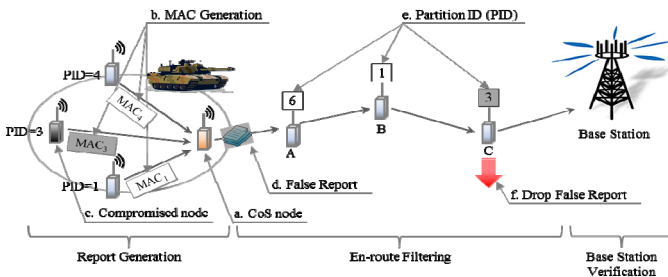 b. MAC Generation
e. Partition ID (PID)
PID=4
MAC4
6
1
3
PID=3
MAC3
A
B
C
Base Station
PID=1
MAC1
d. False Report
c. Compromised node
a. CoS node
f. Drop False Report
Report Generation
En-route Filtering
Base Station
Verification